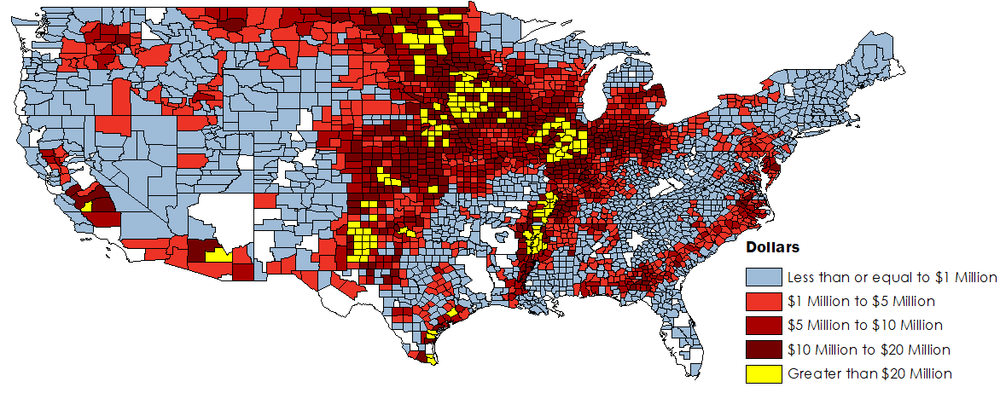 Dollars
Less than or equal to $1 Million
$1 Million to $5 Million
$5 Million to $10 Million
$10 Million to $20 Million
Greater than $20 Million